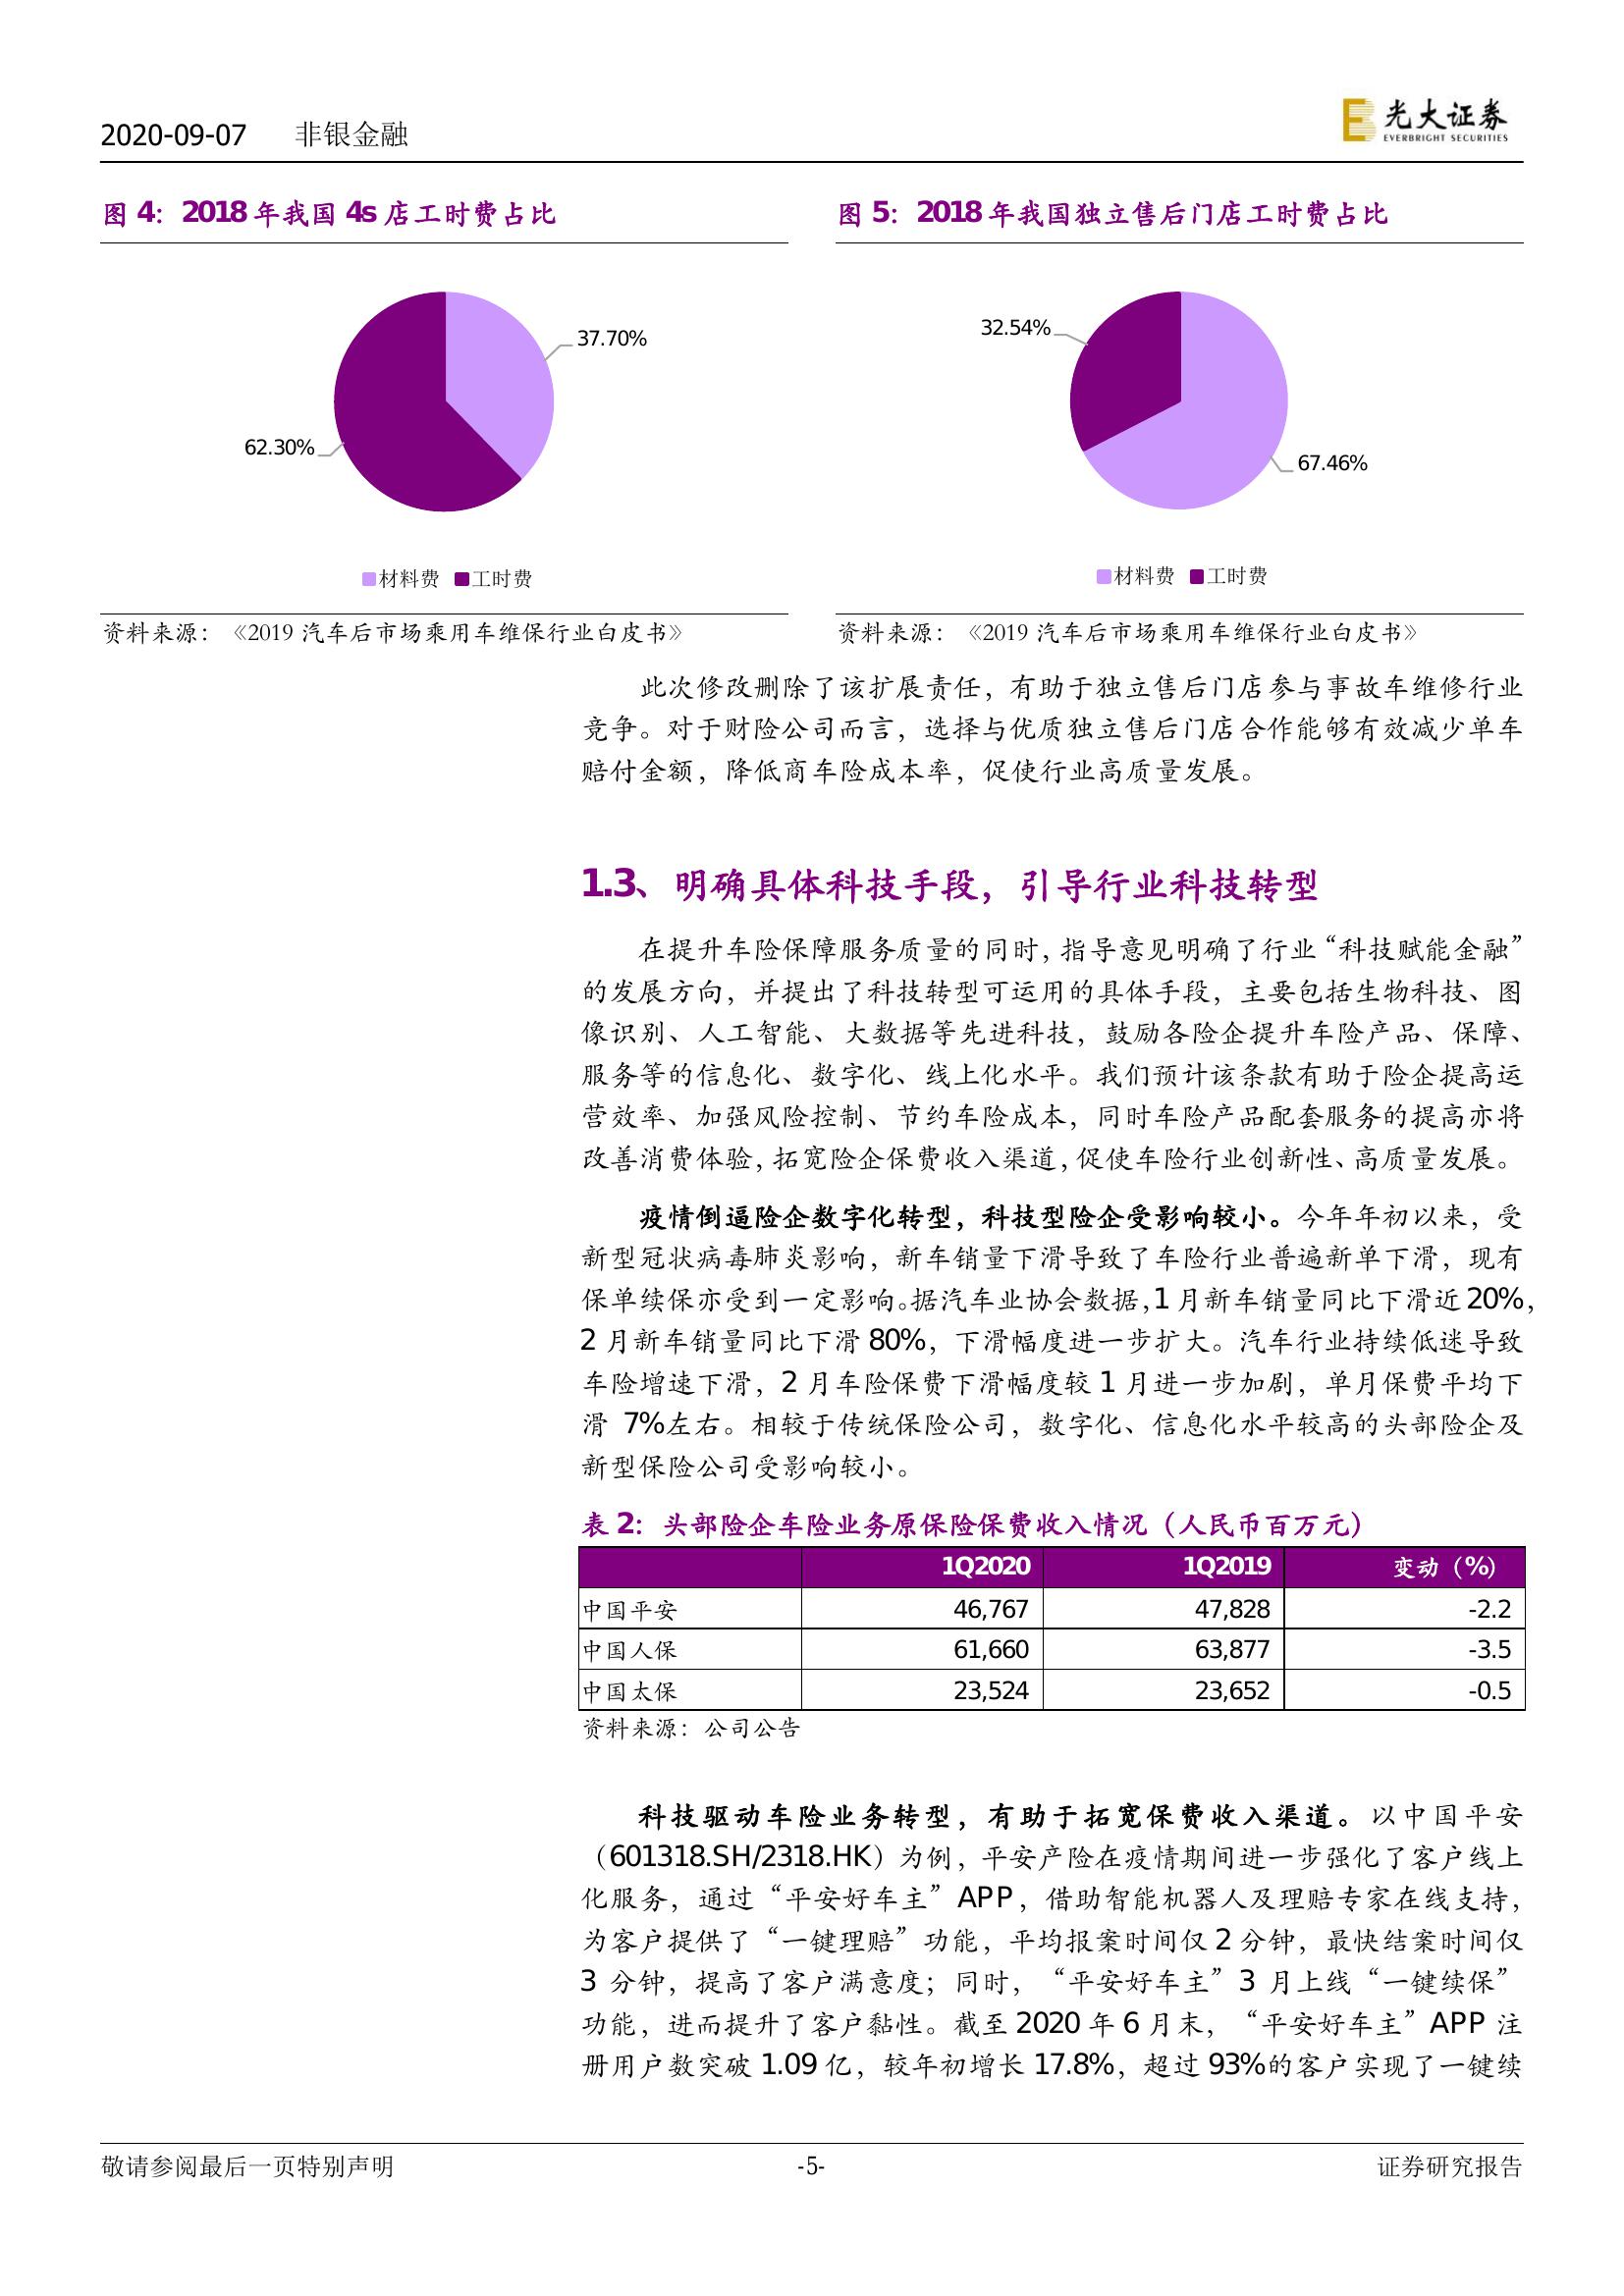 2020-09-07 非银金融
光大证券
EVERBRIGHT SECURITIES
图 4：2018 年我国 4s 店工时费占比
37.70%
62.30%
材料费 工时费
资料来源：《2019 汽车后市场乘用车维保行业白皮书》
图 5：2018 年我国独立售后门店工时费占比
32.54%
67.46%
材料费 工时费
资料来源：《2019 汽车后市场乘用车维保行业白皮书》
此次修改删除了该扩展责任，有助于独立售后门店参与事故车维修行业
竞争。对于财险公司而言，选择与优质独立售后门店合作能够有效减少单车
赔付金额，降低商车险成本率，促使行业高质量发展。
1.3、明确具体科技手段，引导行业科技转型
在提升车险保障服务质量的同时，指导意见明确了行业“科技赋能金融”
的发展方向，并提出了科技转型可运用的具体手段，主要包括生物科技、图
像识别、人工智能、大数据等先进科技，鼓励各险企提升车险产品、保障、
服务等的信息化、数字化、线上化水平。我们预计该条款有助于险企提高运
营效率、加强风险控制、节约车险成本，同时车险产品配套服务的提高亦将
改善消费体验，拓宽险企保费收入渠道，促使车险行业创新性、高质量发展。
疫情倒逼险企数字化转型，科技型险企受影响较小。今年年初以来，受
新型冠状病毒肺炎影响，新车销量下滑导致了车险行业普遍新单下滑，现有
保单续保亦受到一定影响。据汽车业协会数据，1 月新车销量同比下滑近 20%，
2 月新车销量同比下滑 80%，下滑幅度进一步扩大。汽车行业持续低迷导致
车险增速下滑，2 月车险保费下滑幅度较 1 月进一步加剧，单月保费平均下
滑 7%左右。相较于传统保险公司，数字化、信息化水平较高的头部险企及
新型保险公司受影响较小。
表 2：头部险企车险业务原保险保费收入情况（人民币百万元）
1Q2020 1Q2019 变动（%）
中国平安 46,767 47,828 -2.2
中国人保 61,660 63,877 -3.5
中国太保 23,524 23,652 -0.5
资料来源：公司公告
科技驱动车险业务转型，有助于拓宽保费收入渠道。以中国平安
（601318.SH/2318.HK）为例，平安产险在疫情期间进一步强化了客户线上
化服务，通过“平安好车主”APP，借助智能机器人及理赔专家在线支持，
为客户提供了“一键理赔”功能，平均报案时间仅 2 分钟，最快结案时间仅
3 分钟，提高了客户满意度；同时，“平安好车主”3 月上线“一键续保”
功能，进而提升了客户黏性。截至 2020 年 6 月末，“平安好车主”APP 注
册用户数突破 1.09 亿，较年初增长 17.8%，超过 93%的客户实现了一键续
敬请参阅最后一页特别声明 -5- 证券研究报告